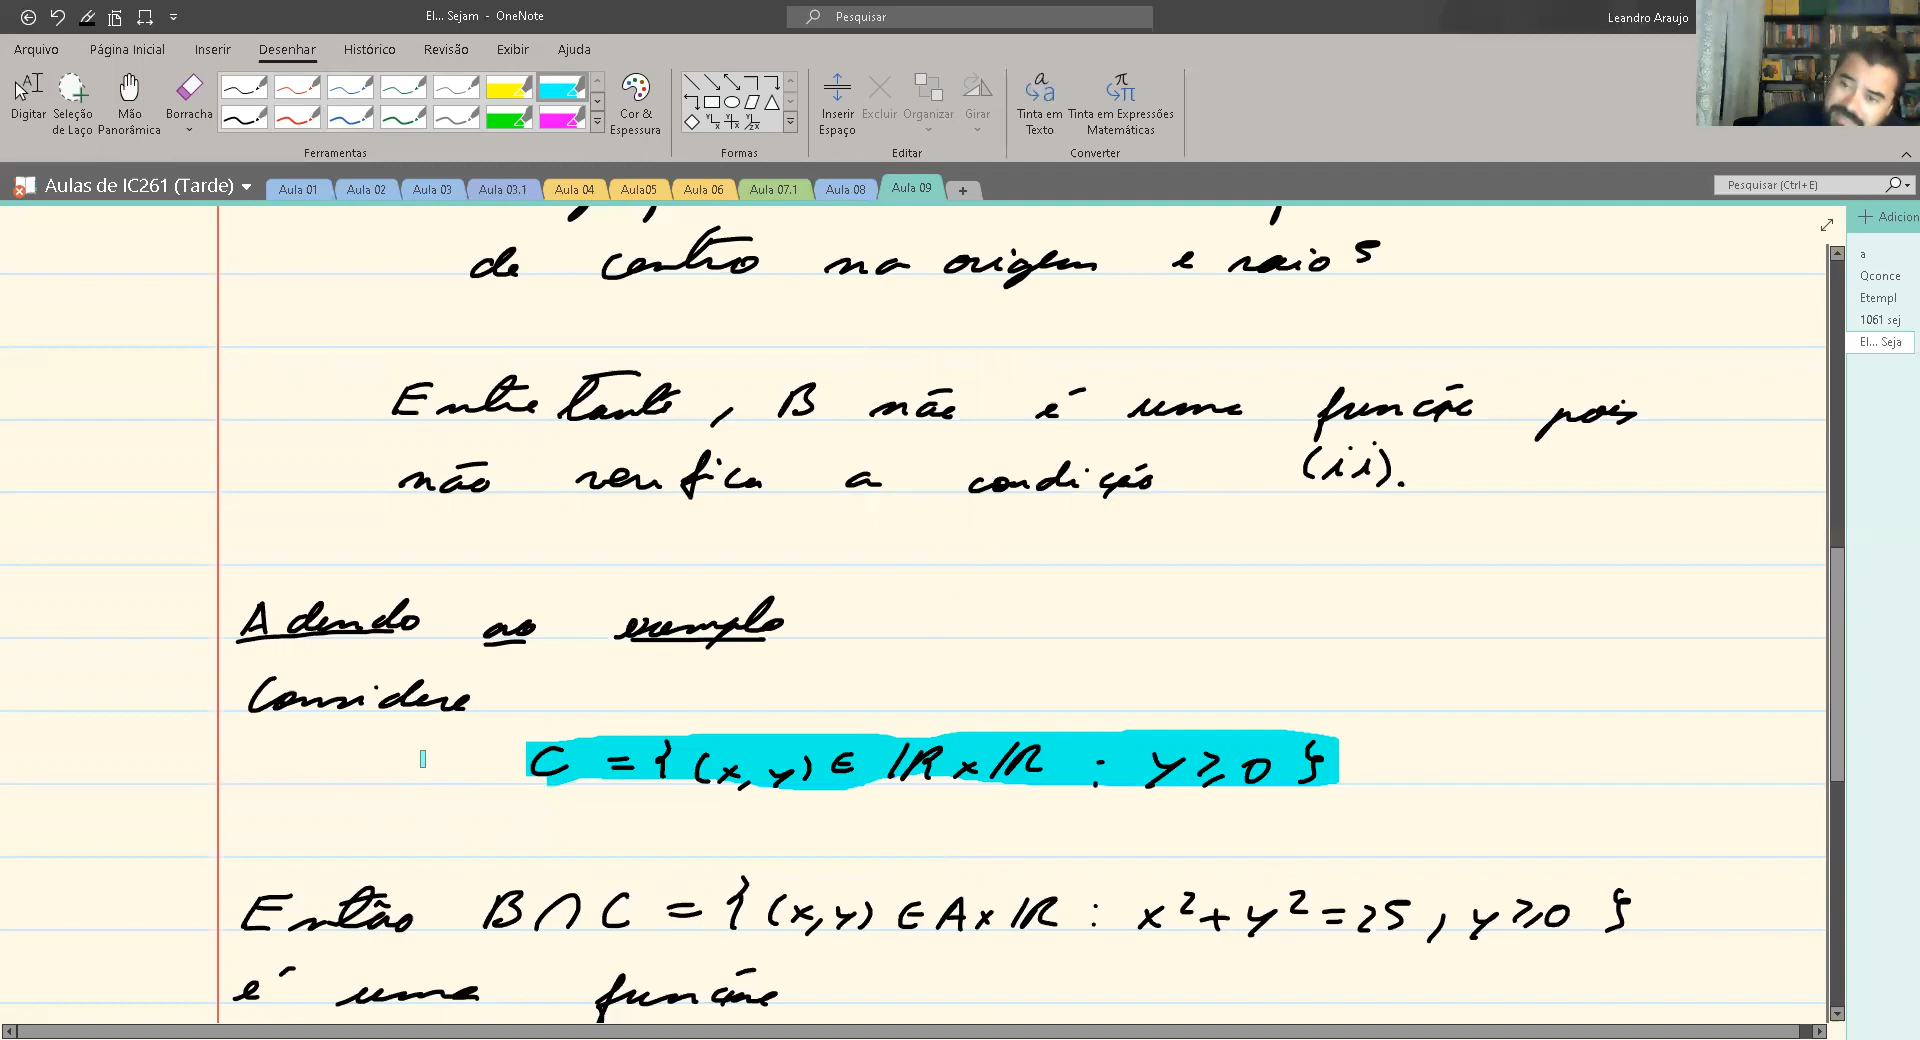 El... Sejam - OneNote
Pesquisar
Leandro Araujo
Arquivo Página Inicial Inserir Desenhar Histórico Revisão Exibir Ajuda
Digitar
Seleção de Laço
Mão Panorâmica
Borracha
Cor & Espessura
Inserir Espaço
Excluir
Organizar
Girar
Tinta em Texto
Tinta em Expressões Matemáticas
Ferramentas Formas Editar Converter
Aulas de IC261 (Tarde)
Aula 01 Aula 02 Aula 03 Aula 03.1 Aula 04 Aula05 Aula 06 Aula 07.1 Aula 08 Aula 09
Pesquisar (Ctrl+E)
Adicion
a
Qconce
Etempl
1061 sej
El... Seja
de centro na origem e raio 5
Entretanto, B não é uma função pois
não verifica a condição (ii).
Adendo ao exemplo
Considere
C = {(x,y) ∈ ℝ×ℝ : y ≥ 0}
Então B ∩ C = {(x,y) ∈ A×ℝ : x²+y²=25, y≥0}
é uma função